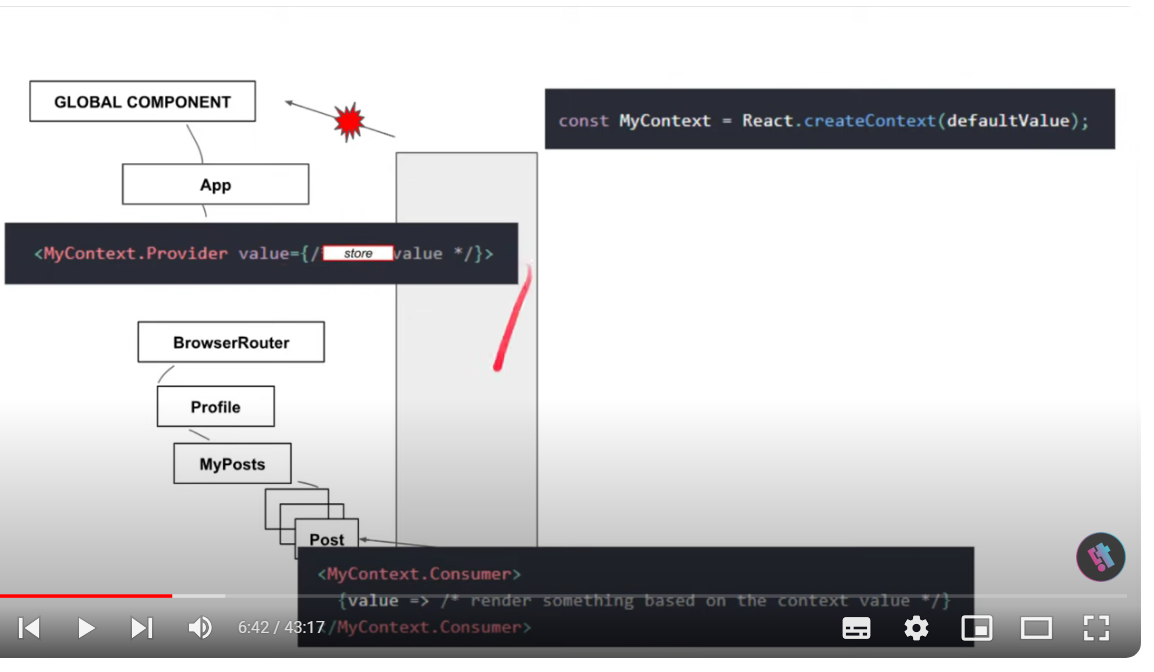 GLOBAL COMPONENT
const MyContext = React.createContext(defaultValue);
App
<MyContext.Provider value={/ store value */}>
BrowserRouter
Profile
MyPosts
Post
<MyContext.Consumer>
{value => /* render something based on the context value */}
/MyContext.Consumer>
6:42 / 43:17